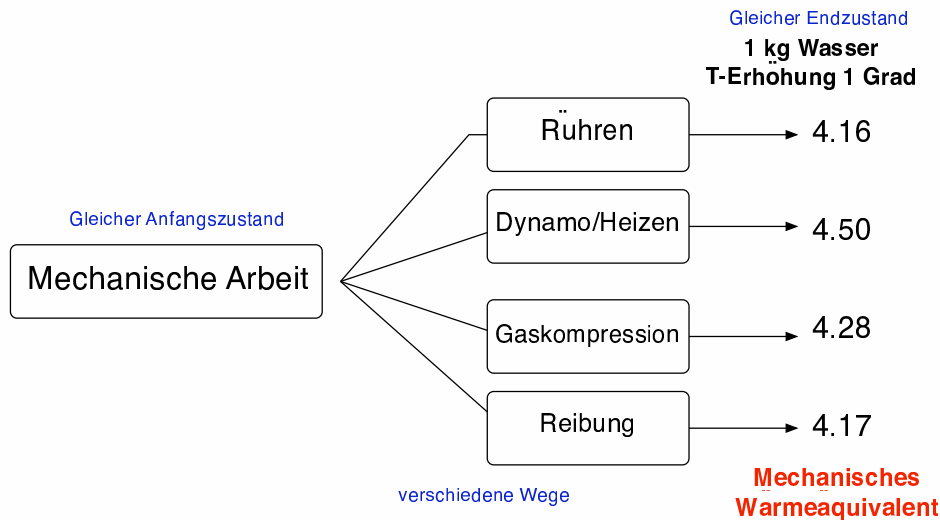 Gleicher Endzustand
1 kg Wasser
T-Erhöhung 1 Grad
Rühren
4.16
Gleicher Anfangszustand
Dynamo/Heizen
4.50
Mechanische Arbeit
Gaskompression
4.28
Reibung
4.17
verschiedene Wege
Mechanisches
Wärmeäquivalent